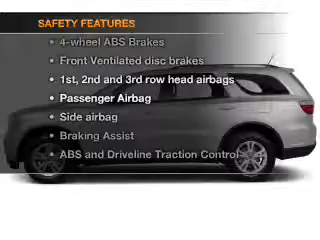 SAFETY FEATURES
• 4-wheel ABS Brakes
• Front Ventilated disc brakes
• 1st, 2nd and 3rd row head airbags
• Passenger Airbag
• Side airbag
• Braking Assist
• ABS and Driveline Traction Control